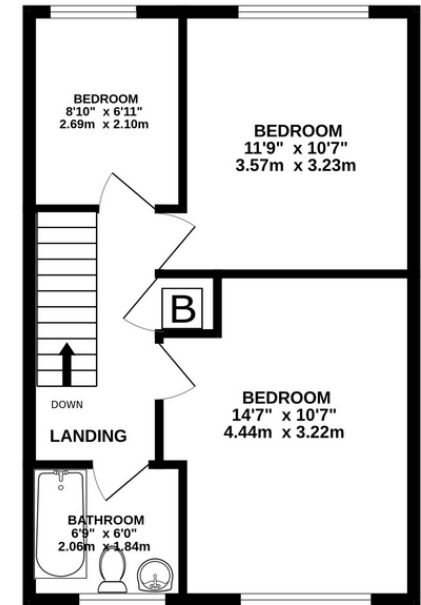 BEDROOM
8'10" x 6'11"
2.69m x 2.10m
BEDROOM
11'9" x 10'7"
3.57m x 3.23m
B
BEDROOM
14'7" x 10'7"
4.44m x 3.22m
DOWN
LANDING
BATHROOM
6'9" x 6'0"
2.06m x 1.84m